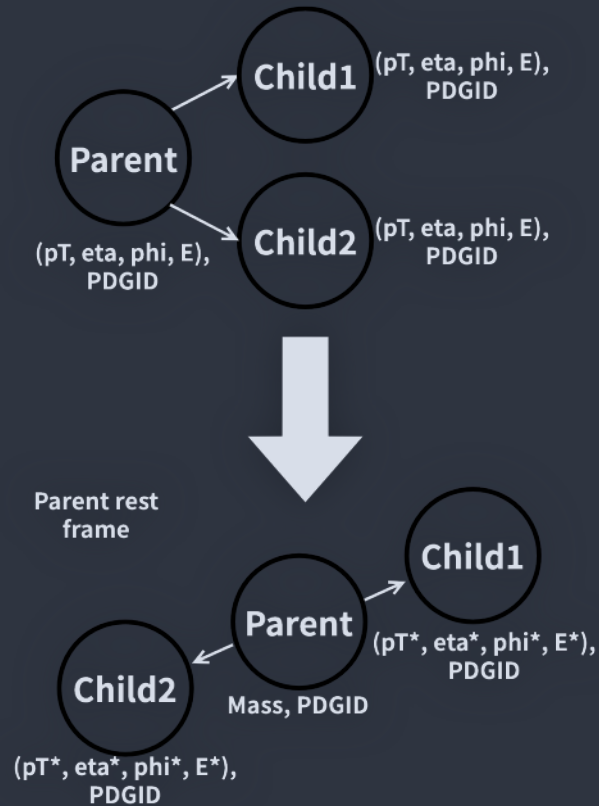 Child1
(pT, eta, phi, E),
PDGID
Parent
(pT, eta, phi, E),
PDGID
Child2
(pT, eta, phi, E),
PDGID
Parent rest
frame
Child1
(pT*, eta*, phi*, E*),
PDGID
Parent
Mass, PDGID
Child2
(pT*, eta*, phi*, E*),
PDGID